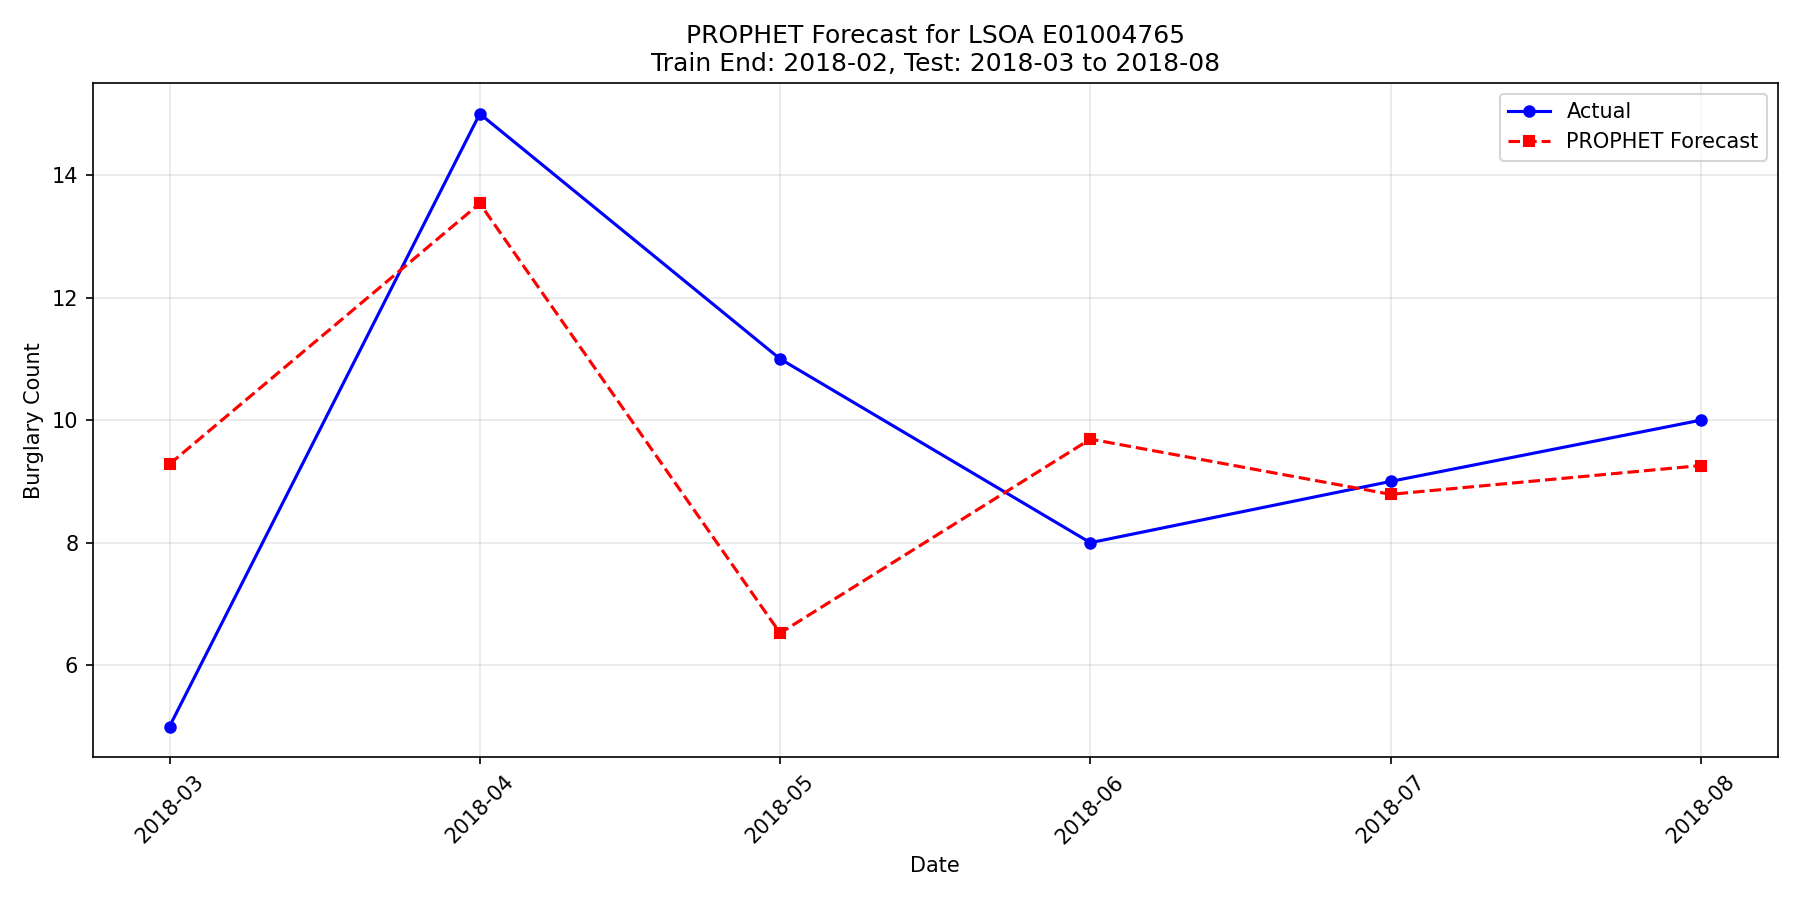 PROPHET Forecast for LSOA E01004765
Train End: 2018-02, Test: 2018-03 to 2018-08
Actual
PROPHET Forecast
Burglary Count
14
12
10
8
6
2018-03
2018-04
2018-05
2018-06
2018-07
2018-08
Date